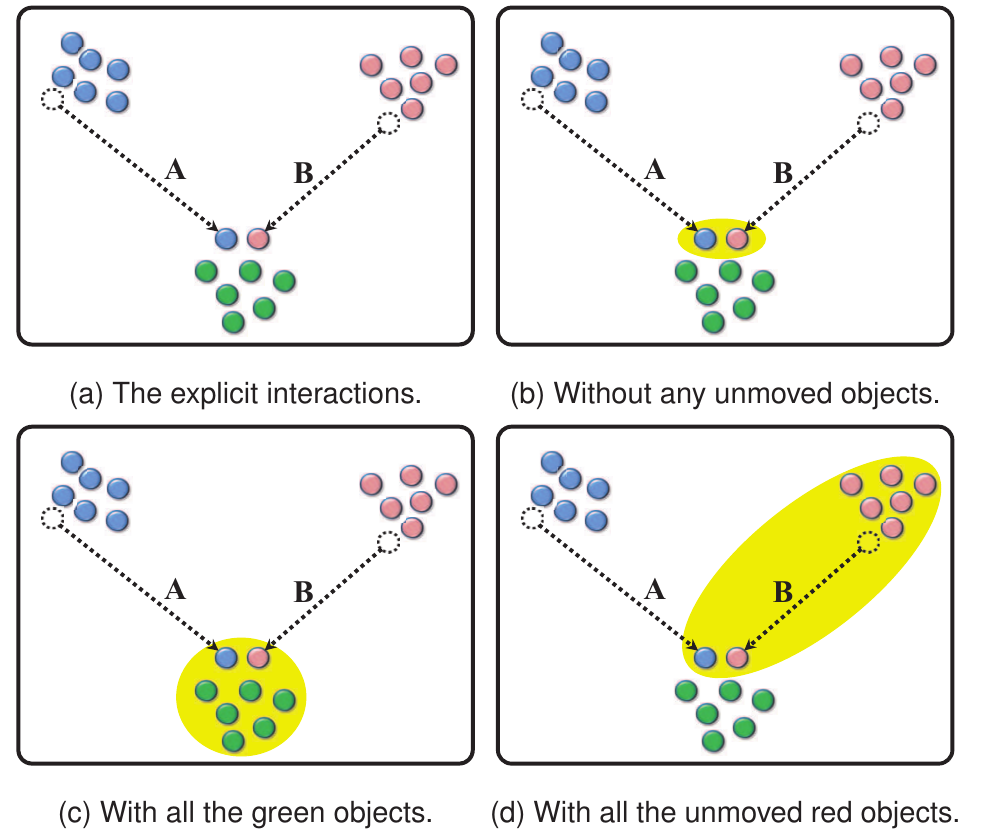 A
B
A
B
(a) The explicit interactions.
(b) Without any unmoved objects.
A
B
A
B
(c) With all the green objects.
(d) With all the unmoved red objects.